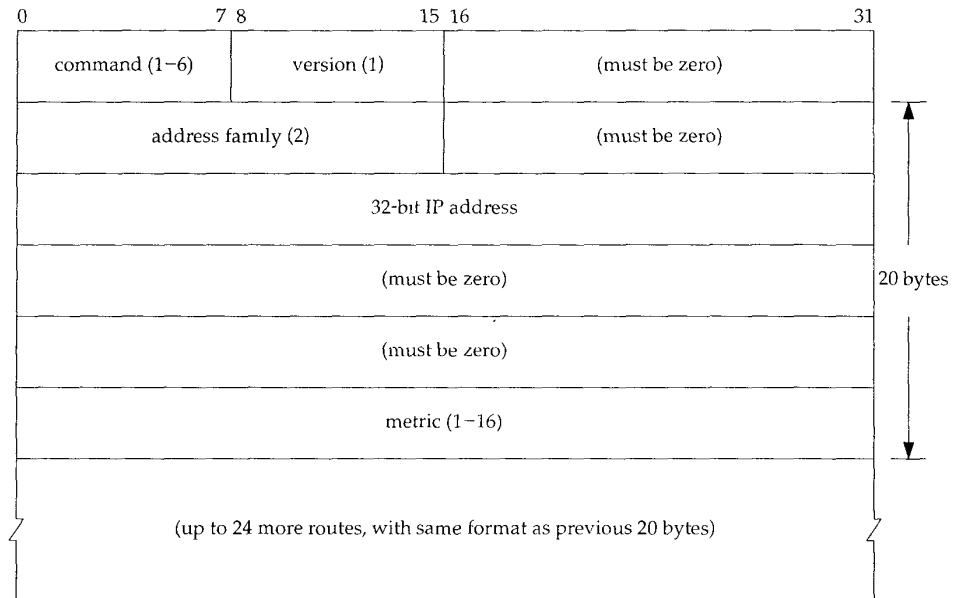 0 7 8 15 16 31
command (1-6) version (1) (must be zero)
address family (2) (must be zero)
32-bit IP address
(must be zero)
20 bytes
(must be zero)
metric (1-16)
(up to 24 more routes, with same format as previous 20 bytes)